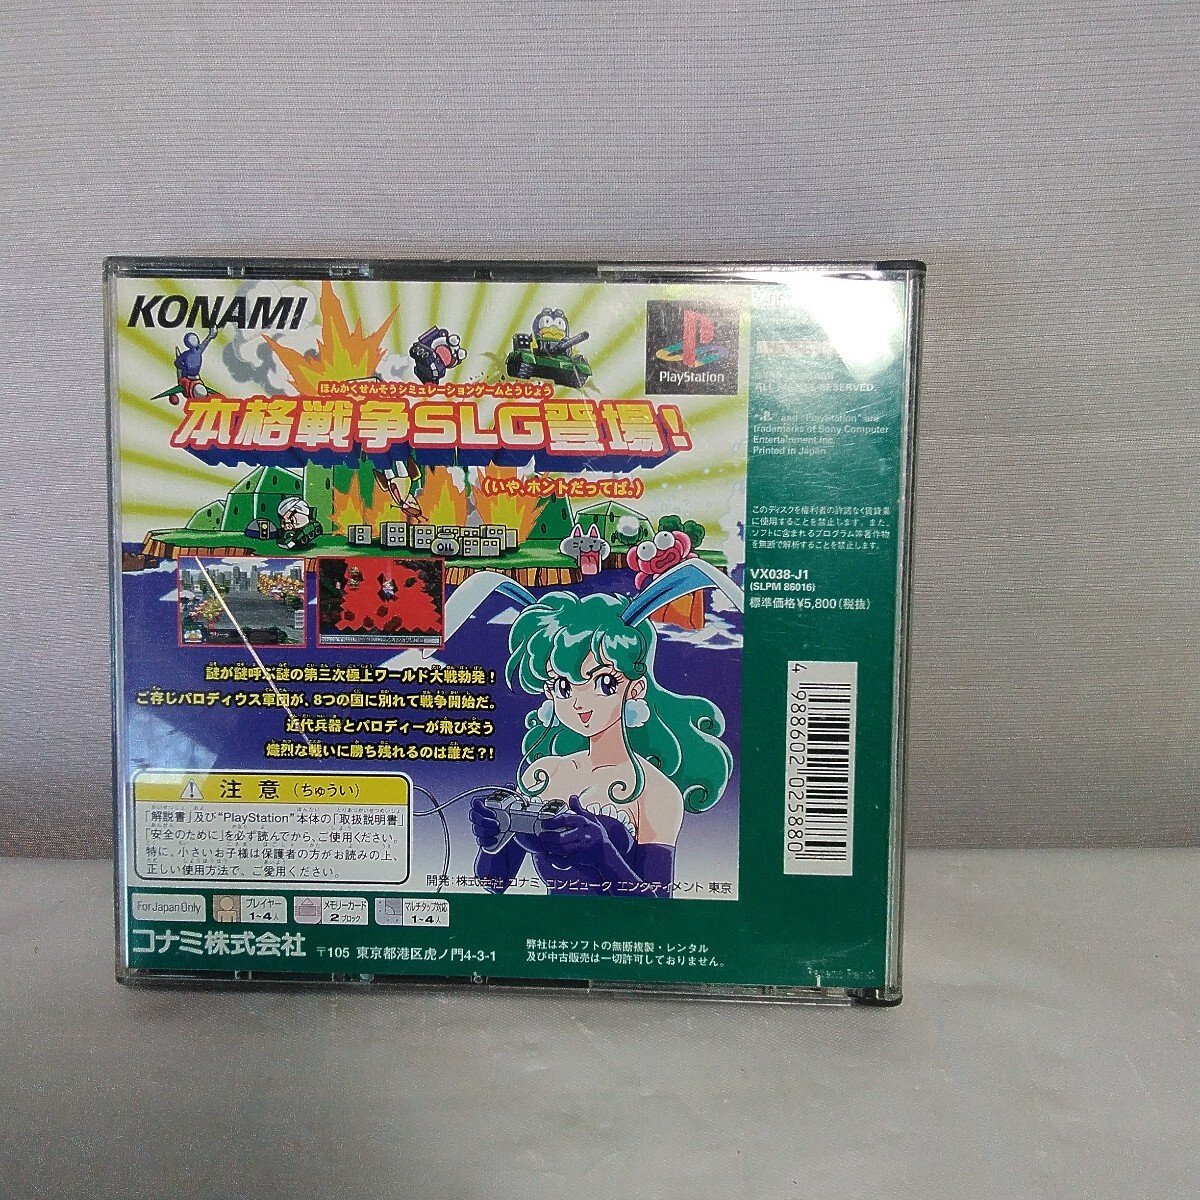 KONAMI
PlayStation
ほんかくせんそうシミュレーションゲームとうじょう
本格戦争SLG登場!
(いや、ホントだってば。)
OIL
謎が謎呼ぶ謎の第三次極上ワールド大戦勃発!
ご存じパロディウス軍団が、8つの国に別れて戦争開始だ。
近代兵器とパロディーが飛び交う
熾烈な戦いに勝ち残れるのは誰だ?!
注意(ちゅうい)
「解説書」及び“PlayStation”本体の「取扱説明書」
「安全のために」を必ず読んでから、ご使用ください。
特に、小さいお子様は保護者の方がお読みの上、
正しい使用方法で、ご愛用ください。
開発:株式会社 コナミ コンピュータ エンタテイメント 東京
For Japan Only
プレイヤー
1~4人
メモリーカード
2ブロック
マルチタップ対応
1~4人
コナミ株式会社
〒105 東京都港区虎ノ門4-3-1
弊社は本ソフトの無断複製・レンタル
及び中古販売は一切許可しておりません。
ALL RIGHTS RESERVED
and "PlayStation" are
trademarks of Sony Computer
Entertainment Inc.
Printed in Japan
このディスクを権利者の許諾なく賃貸業
に使用することを禁止します。また、
ソフトに含まれるプログラム等著作物
を無断で解析することを禁止します。
VX038-J1
(SLPM 86016)
標準価格¥5,800(税抜)
4 988602 025880